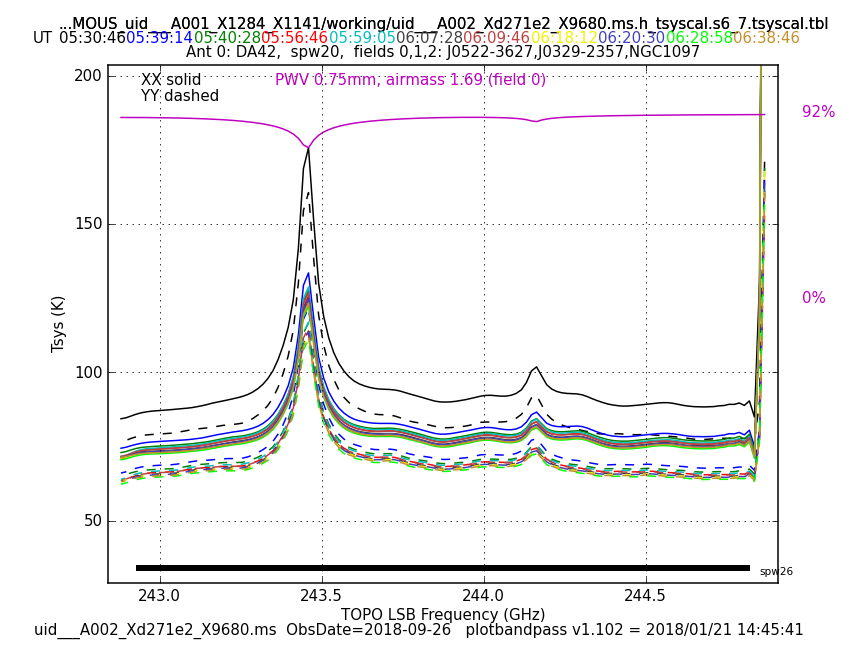 ...MOUS_uid___A001_X1284_X1141/working/uid___A002_Xd271e2_X9680.ms.h_tsyscal.s6_7.tsyscal.tbl
UT 05:30:46 05:39:14 05:40:28 05:56:46 05:59:05 06:07:28 06:09:46 06:18:12 06:20:30 06:28:58 06:38:46
Ant 0: DA42, spw20, fields 0,1,2: J0522-3627,J0329-2357,NGC1097
200
XX solid
PWV 0.75mm, airmass 1.69 (field 0)
YY dashed
92%
150
0%
Tsys (K)
100
50
spw26
243.0 243.5 244.0 244.5
TOPO LSB Frequency (GHz)
uid___A002_Xd271e2_X9680.ms ObsDate=2018-09-26 plotbandpass v1.102 = 2018/01/21 14:45:41